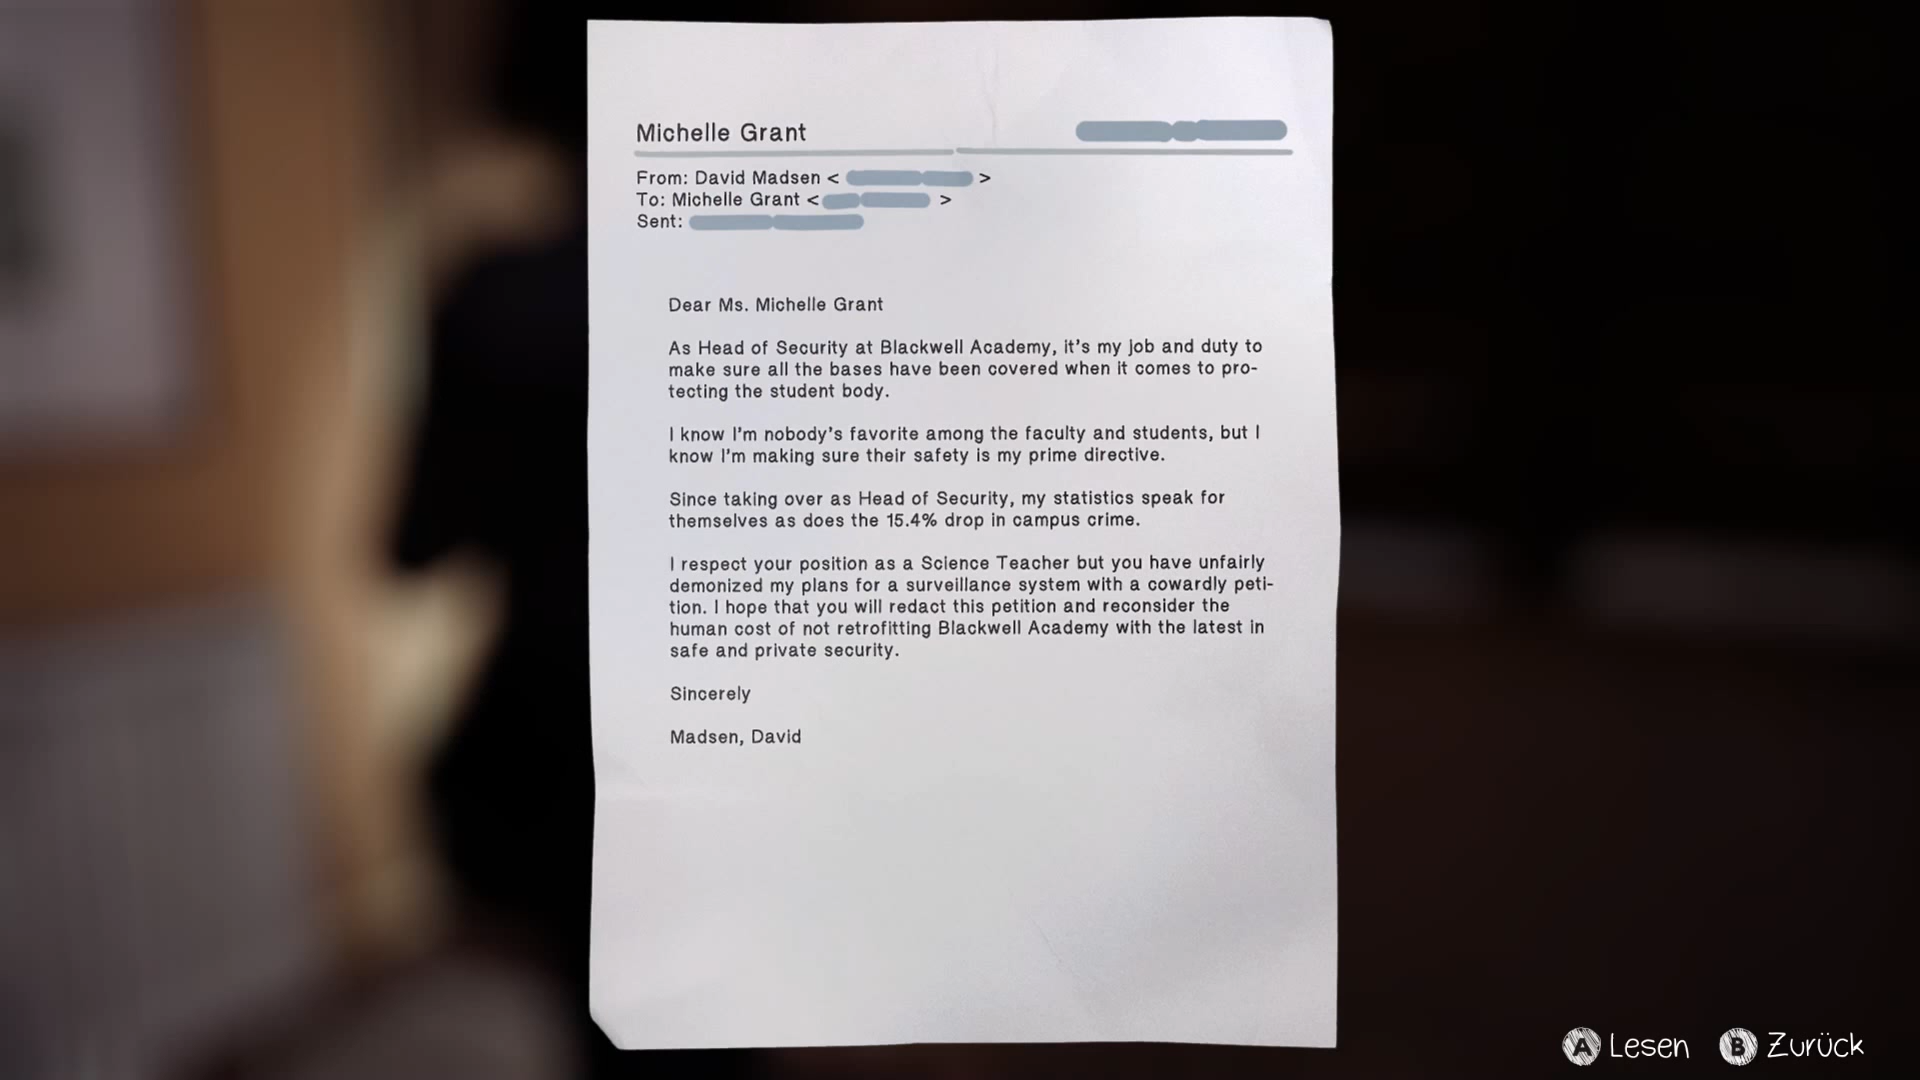 Michelle Grant
From: David Madsen < >
To: Michelle Grant < >
Sent:
Dear Ms. Michelle Grant
As Head of Security at Blackwell Academy, it's my job and duty to
make sure all the bases have been covered when it comes to pro-
tecting the student body.
I know I'm nobody's favorite among the faculty and students, but I
know I'm making sure their safety is my prime directive.
Since taking over as Head of Security, my statistics speak for
themselves as does the 15.4% drop in campus crime.
I respect your position as a Science Teacher but you have unfairly
demonized my plans for a surveillance system with a cowardly peti-
tion. I hope that you will redact this petition and reconsider the
human cost of not retrofitting Blackwell Academy with the latest in
safe and private security.
Sincerely
Madsen, David
A Lesen B Zurück